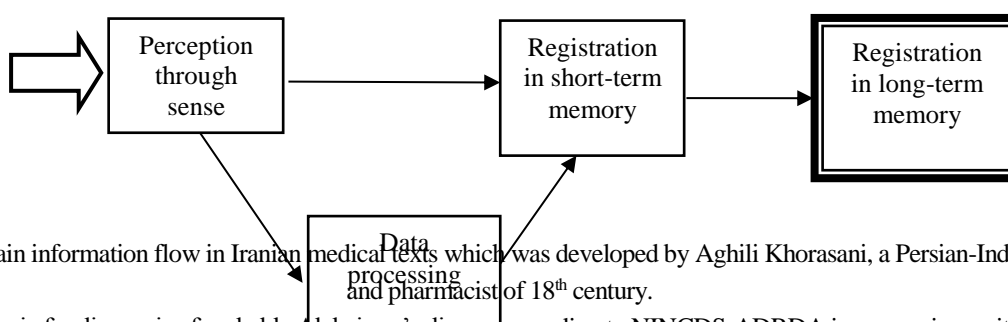 Perception
through
sense
Registration
in short-term
memory
Registration
in long-term
memory
Data
processing
ain information flow in Iranian medical texts which was developed by Aghili Khorasani, a Persian-Ind
and pharmacist of 18th century.